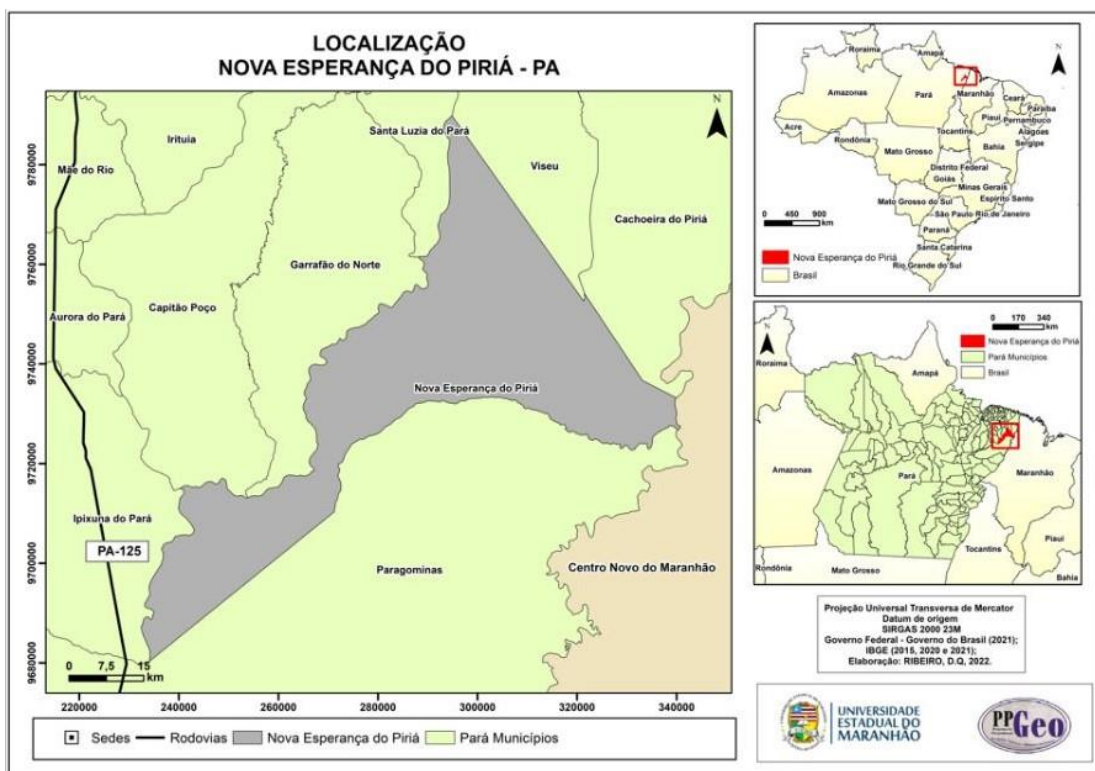 LOCALIZAÇÃO
NOVA ESPERANÇA DO PIRIÁ - PA
N
Santa Luzia do Pará
Irituia
Mãe do Rio
Viseu
Cachoeira do Piriá
Garrafão do Norte
Capitão Poço
Aurora do Pará
Nova Esperança do Piriá
Ipixuna do Pará
PA-125
Paragominas
Centro Novo do Maranhão
0 7,5 15
km
9780000
9760000
9740000
9720000
9700000
9680000
220000 240000 260000 280000 300000 320000 340000
Sedes Rodovias Nova Esperança do Piriá Pará Municípios
N
Roraima
Amapá
Amazonas
Pará
Maranhão
Ceará
Paraíba
Piauí
Pernambuco
Acre
Tocantins
Alagoas
Rondônia
Sergipe
Bahia
Mato Grosso
Distrito Federal
Goiás
Minas Gerais
Mato Grosso do Sul
Espírito Santo
São Paulo
Rio de Janeiro
Paraná
Santa Catarina
Rio Grande do Sul
0 450 900
km
Nova Esperança do Piriá
Brasil
0 170 340
km
N
Nova Esperança do Piriá
Pará Municípios
Brasil
Roraima
Amapá
Amazonas
Pará
Maranhão
Tocantins
Piauí
Rondônia
Mato Grosso
Bahia
Projeção Universal Transversa de Mercator
Datum de origem
SIRGAS 2000 23M
Governo Federal - Governo do Brasil (2021);
IBGE (2015, 2020 e 2021);
Elaboração: RIBEIRO, D.Q, 2022.
UNIVERSIDADE
ESTADUAL DO
MARANHÃO
PPGeo